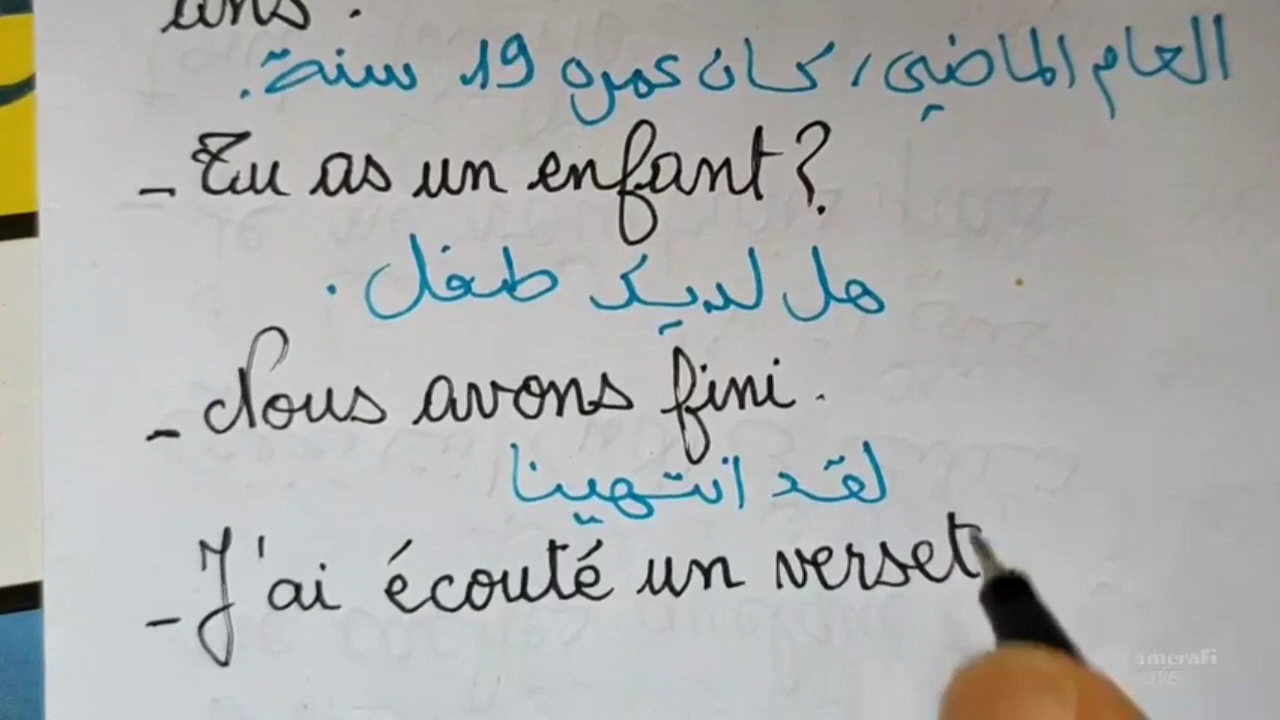 ans.
العام الماضي، كان عمره 19 سنة.
- Tu as un enfant?
هل لديك طفل.
- Nous avons fini.
لقد انتهينا
- J'ai écouté un verset